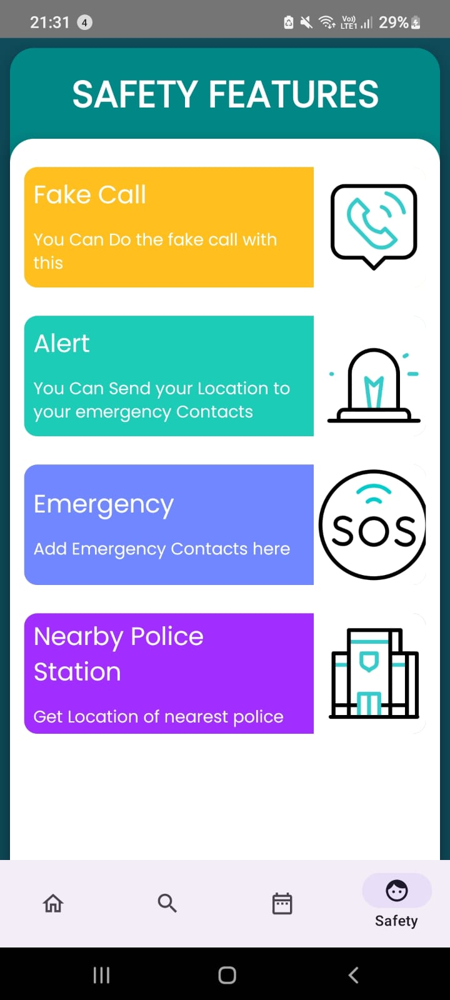 21:31 4 Vo)) LTE1 29%
SAFETY FEATURES
Fake Call
You Can Do the fake call with
this
Alert
You Can Send your Location to
your emergency Contacts
Emergency
Add Emergency Contacts here
SOS
Nearby Police
Station
Get Location of nearest police
Safety